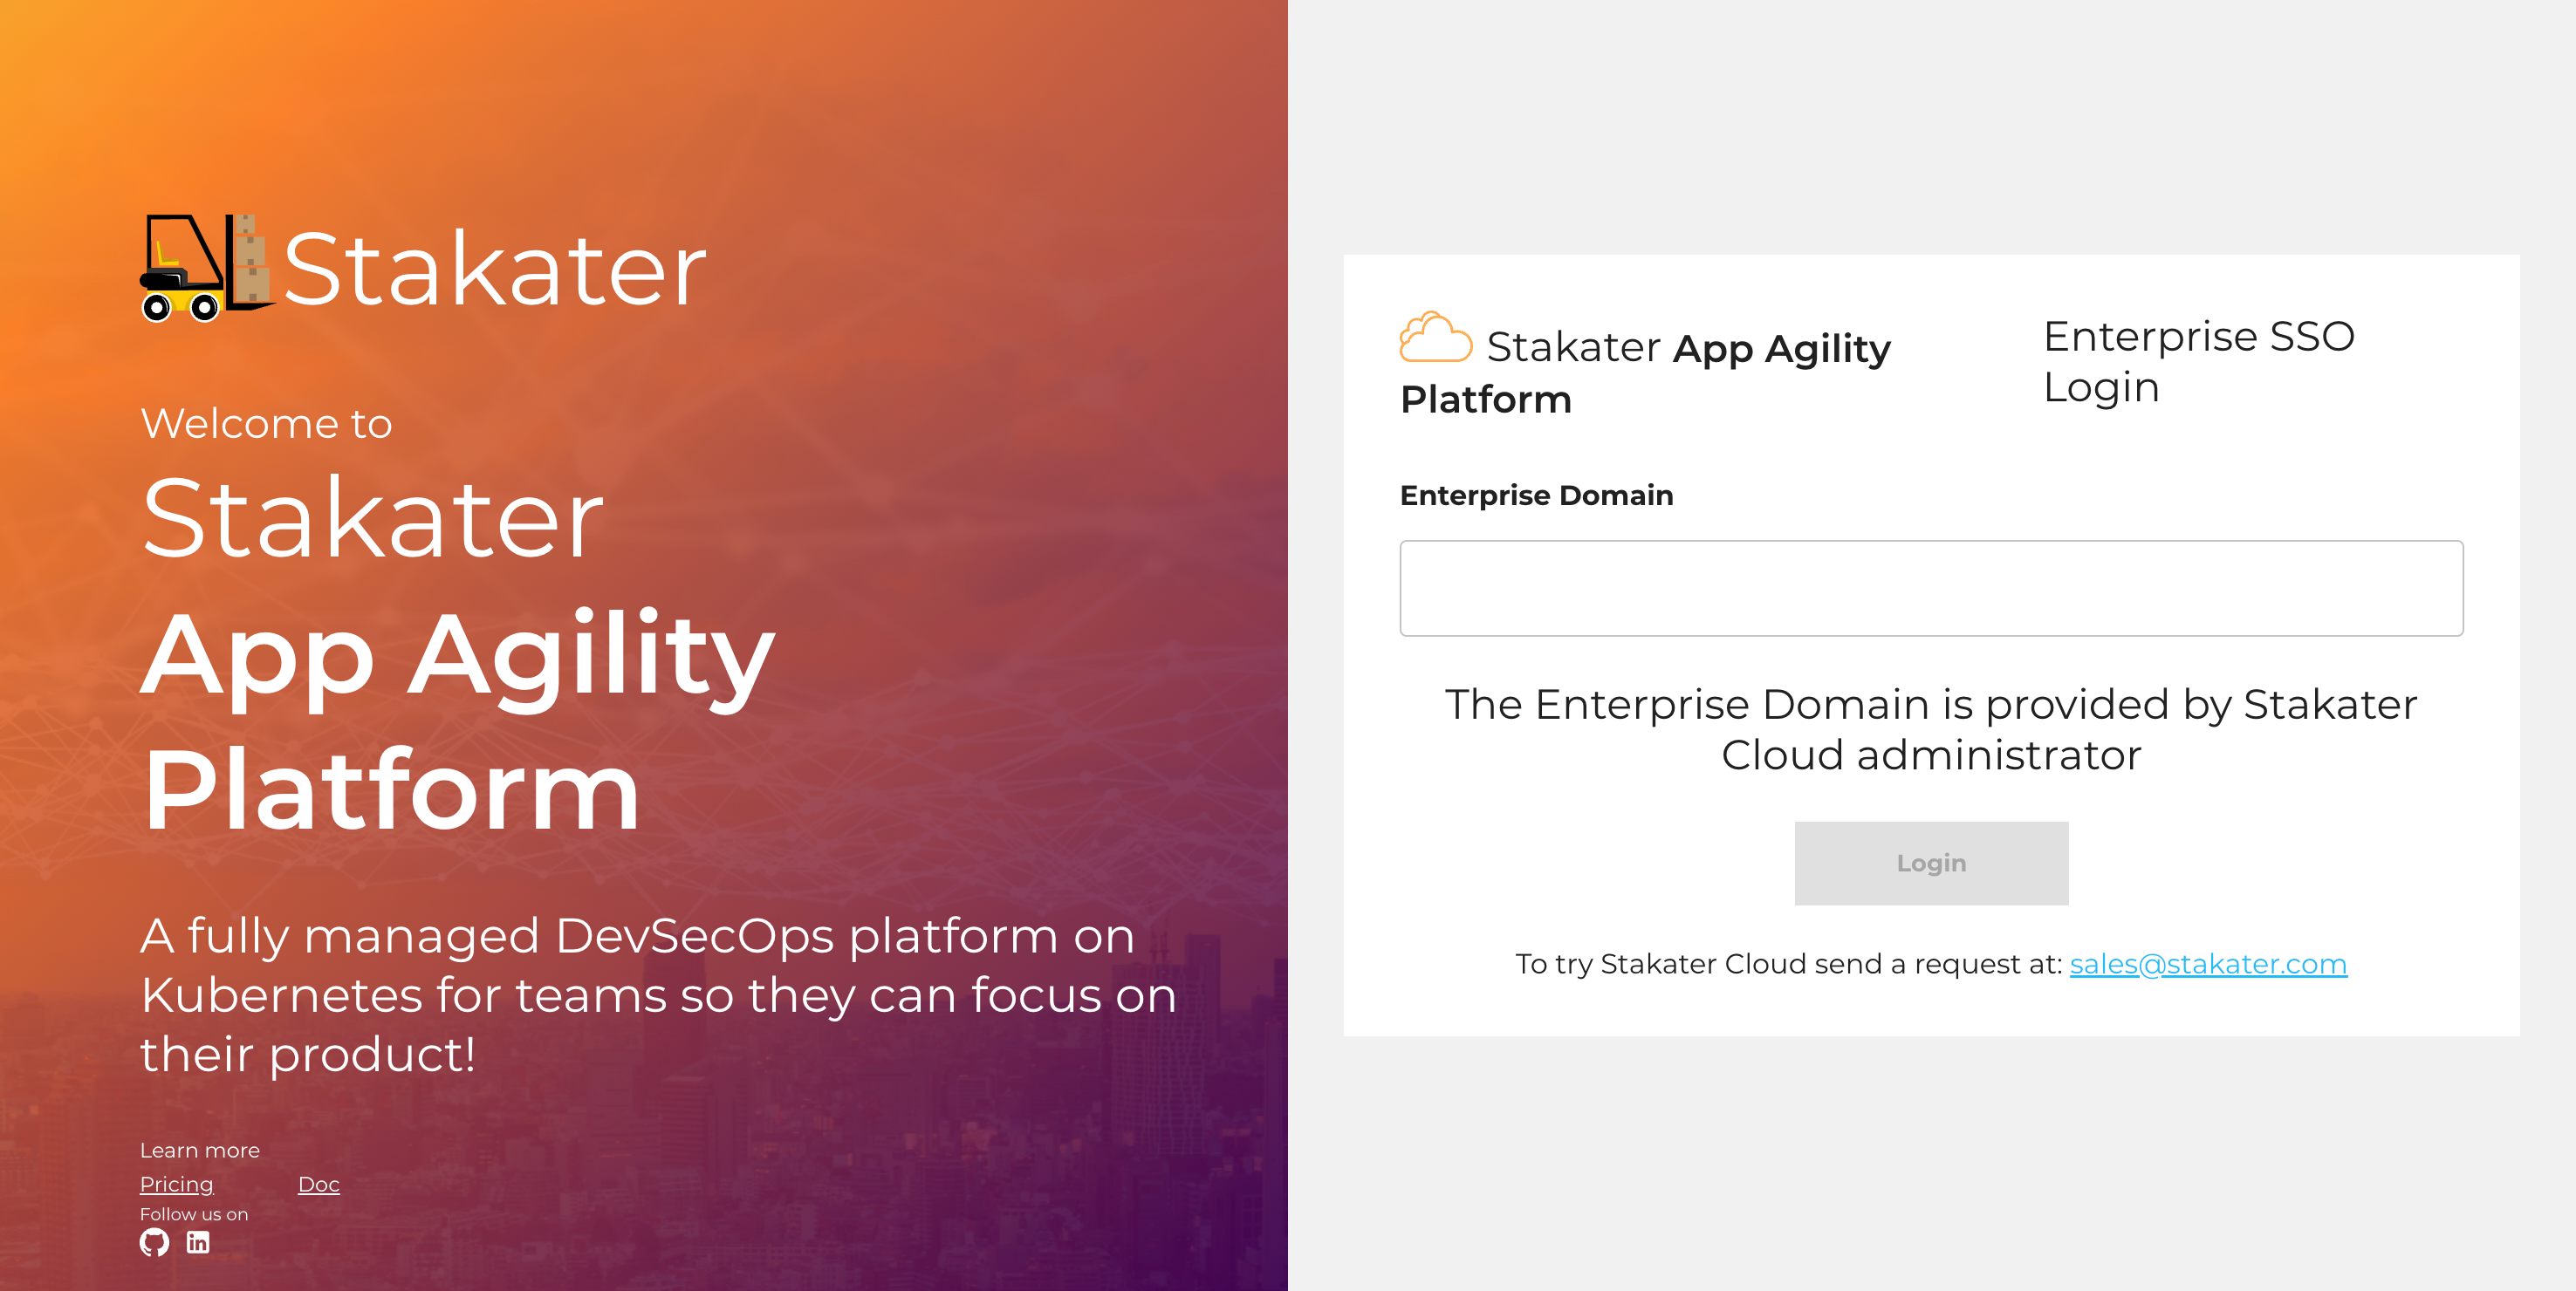 Stakater
Welcome to
Stakater
App Agility
Platform
A fully managed DevSecOps platform on
Kubernetes for teams so they can focus on
their product!
Learn more
Pricing Doc
Follow us on
in
Stakater App Agility
Platform
Enterprise SSO
Login
Enterprise Domain
The Enterprise Domain is provided by Stakater
Cloud administrator
Login
To try Stakater Cloud send a request at: sales@stakater.com